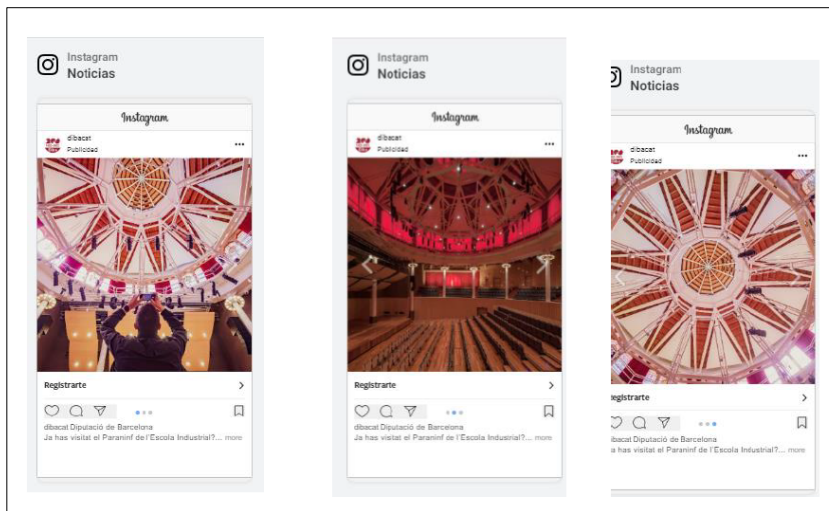 Instagram
Noticias
Instagram
dibacat
Publicidad
Registrarte
dibacat Diputació de Barcelona
Ja has visitat el Paraninf de l'Escola Industrial?... more
Instagram
Noticias
Instagram
dibacat
Publicidad
Registrarte
dibacat Diputació de Barcelona
Ja has visitat el Paraninf de l'Escola Industrial?... more
Instagram
Noticias
Instagram
dibacat
Publicidad
egistrarte
ibacat Diputació de Barcelona
a has visitat el Paraninf de l'Escola Industrial?... more